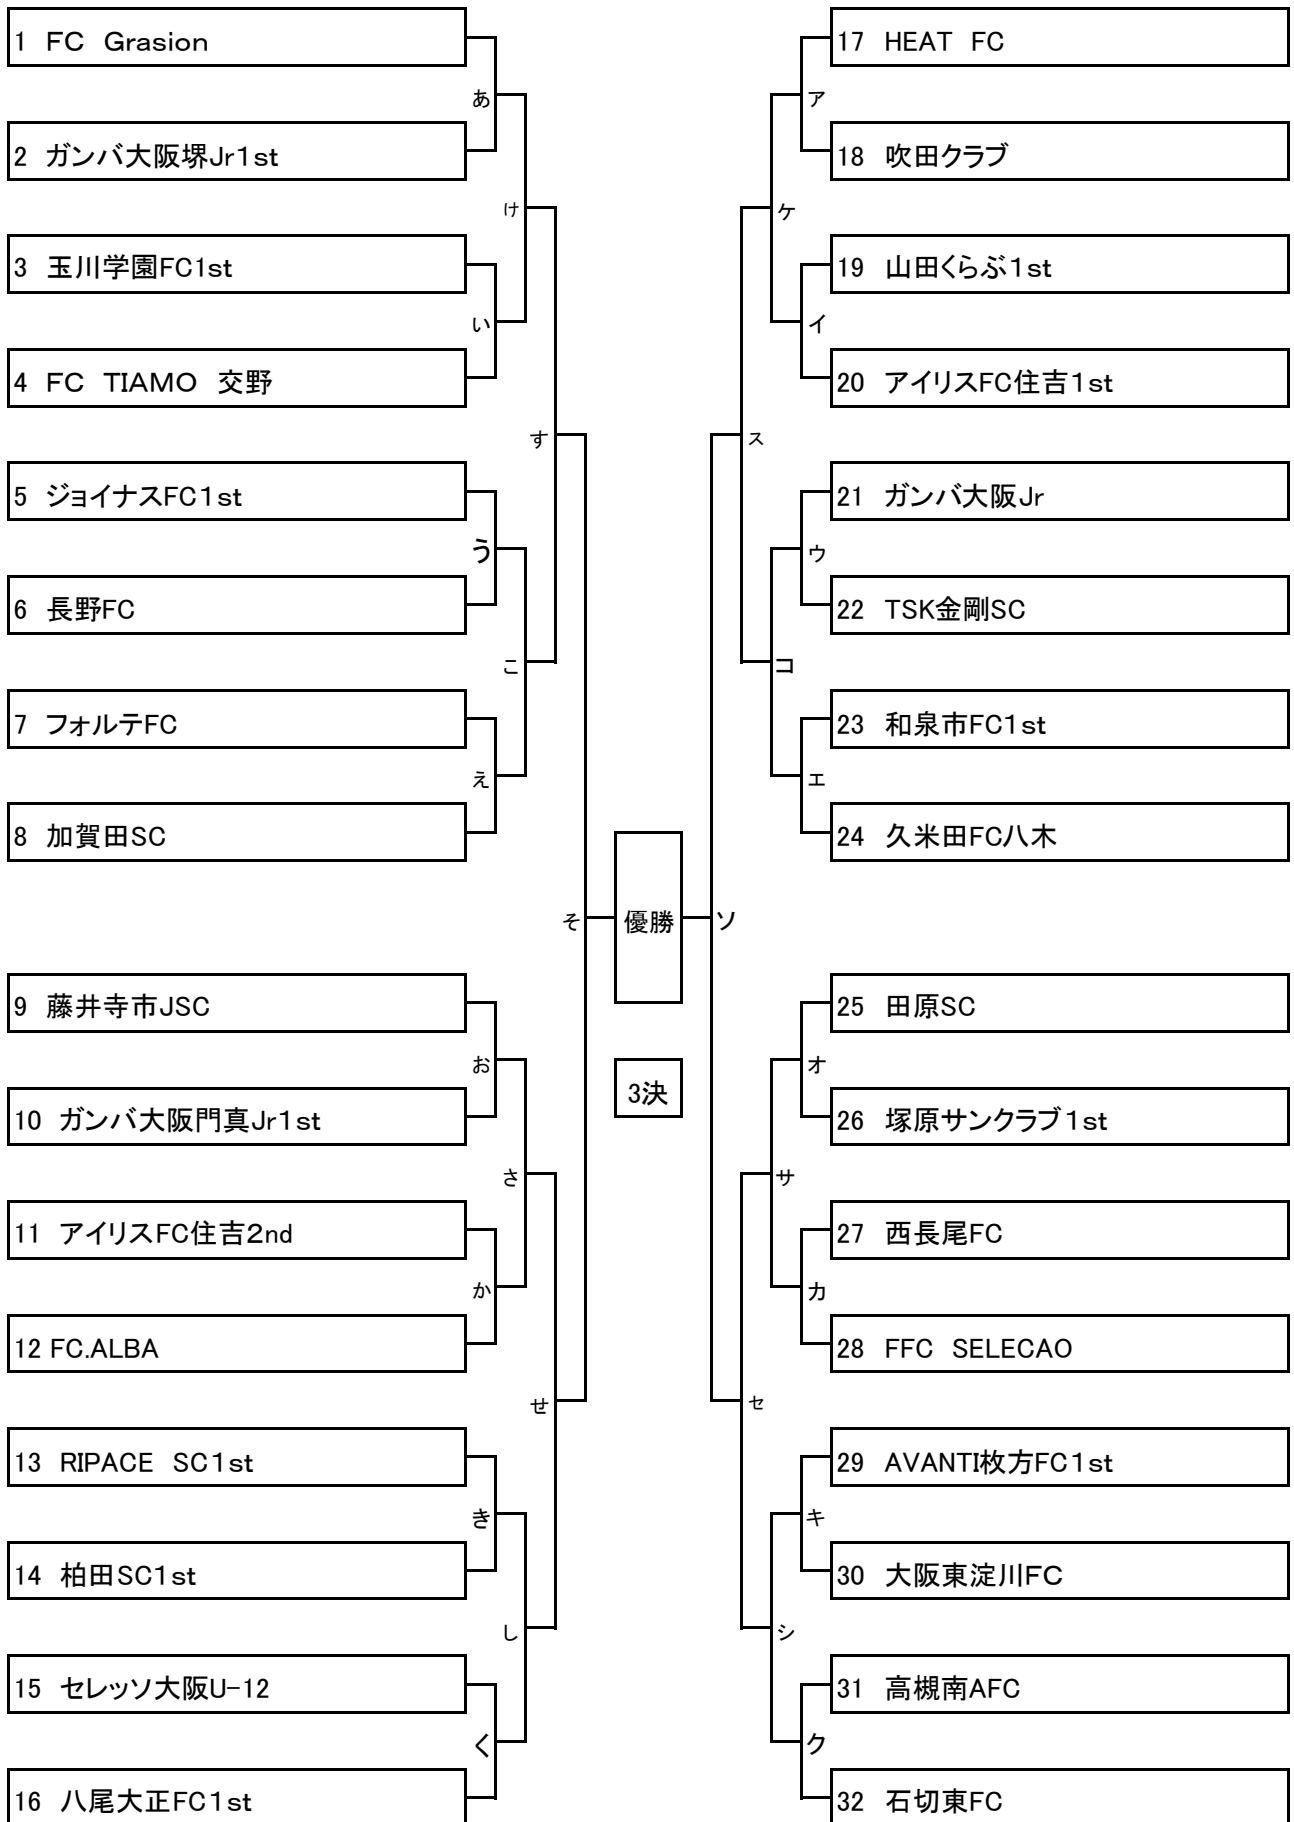 1 FC Grasion
あ
2 ガンバ大阪堺Jr1st
け
3 玉川学園FC1st
い
4 FC TIAMO 交野
す
5 ジョイナスFC1st
う
6 長野FC
こ
7 フォルテFC
え
8 加賀田SC
そ
優勝
3決
9 藤井寺市JSC
お
10 ガンバ大阪門真Jr1st
さ
11 アイリスFC住吉2nd
か
12 FC.ALBA
せ
13 RIPACE SC1st
き
14 柏田SC1st
し
15 セレッソ大阪U-12
く
16 八尾大正FC1st
17 HEAT FC
ア
18 吹田クラブ
ケ
19 山田くらぶ1st
イ
20 アイリスFC住吉1st
ス
21 ガンバ大阪Jr
ウ
22 TSK金剛SC
コ
23 和泉市FC1st
エ
24 久米田FC八木
ソ
25 田原SC
オ
26 塚原サンクラブ1st
サ
27 西長尾FC
カ
28 FFC SELECAO
セ
29 AVANTI枚方FC1st
キ
30 大阪東淀川FC
シ
31 高槻南AFC
ク
32 石切東FC